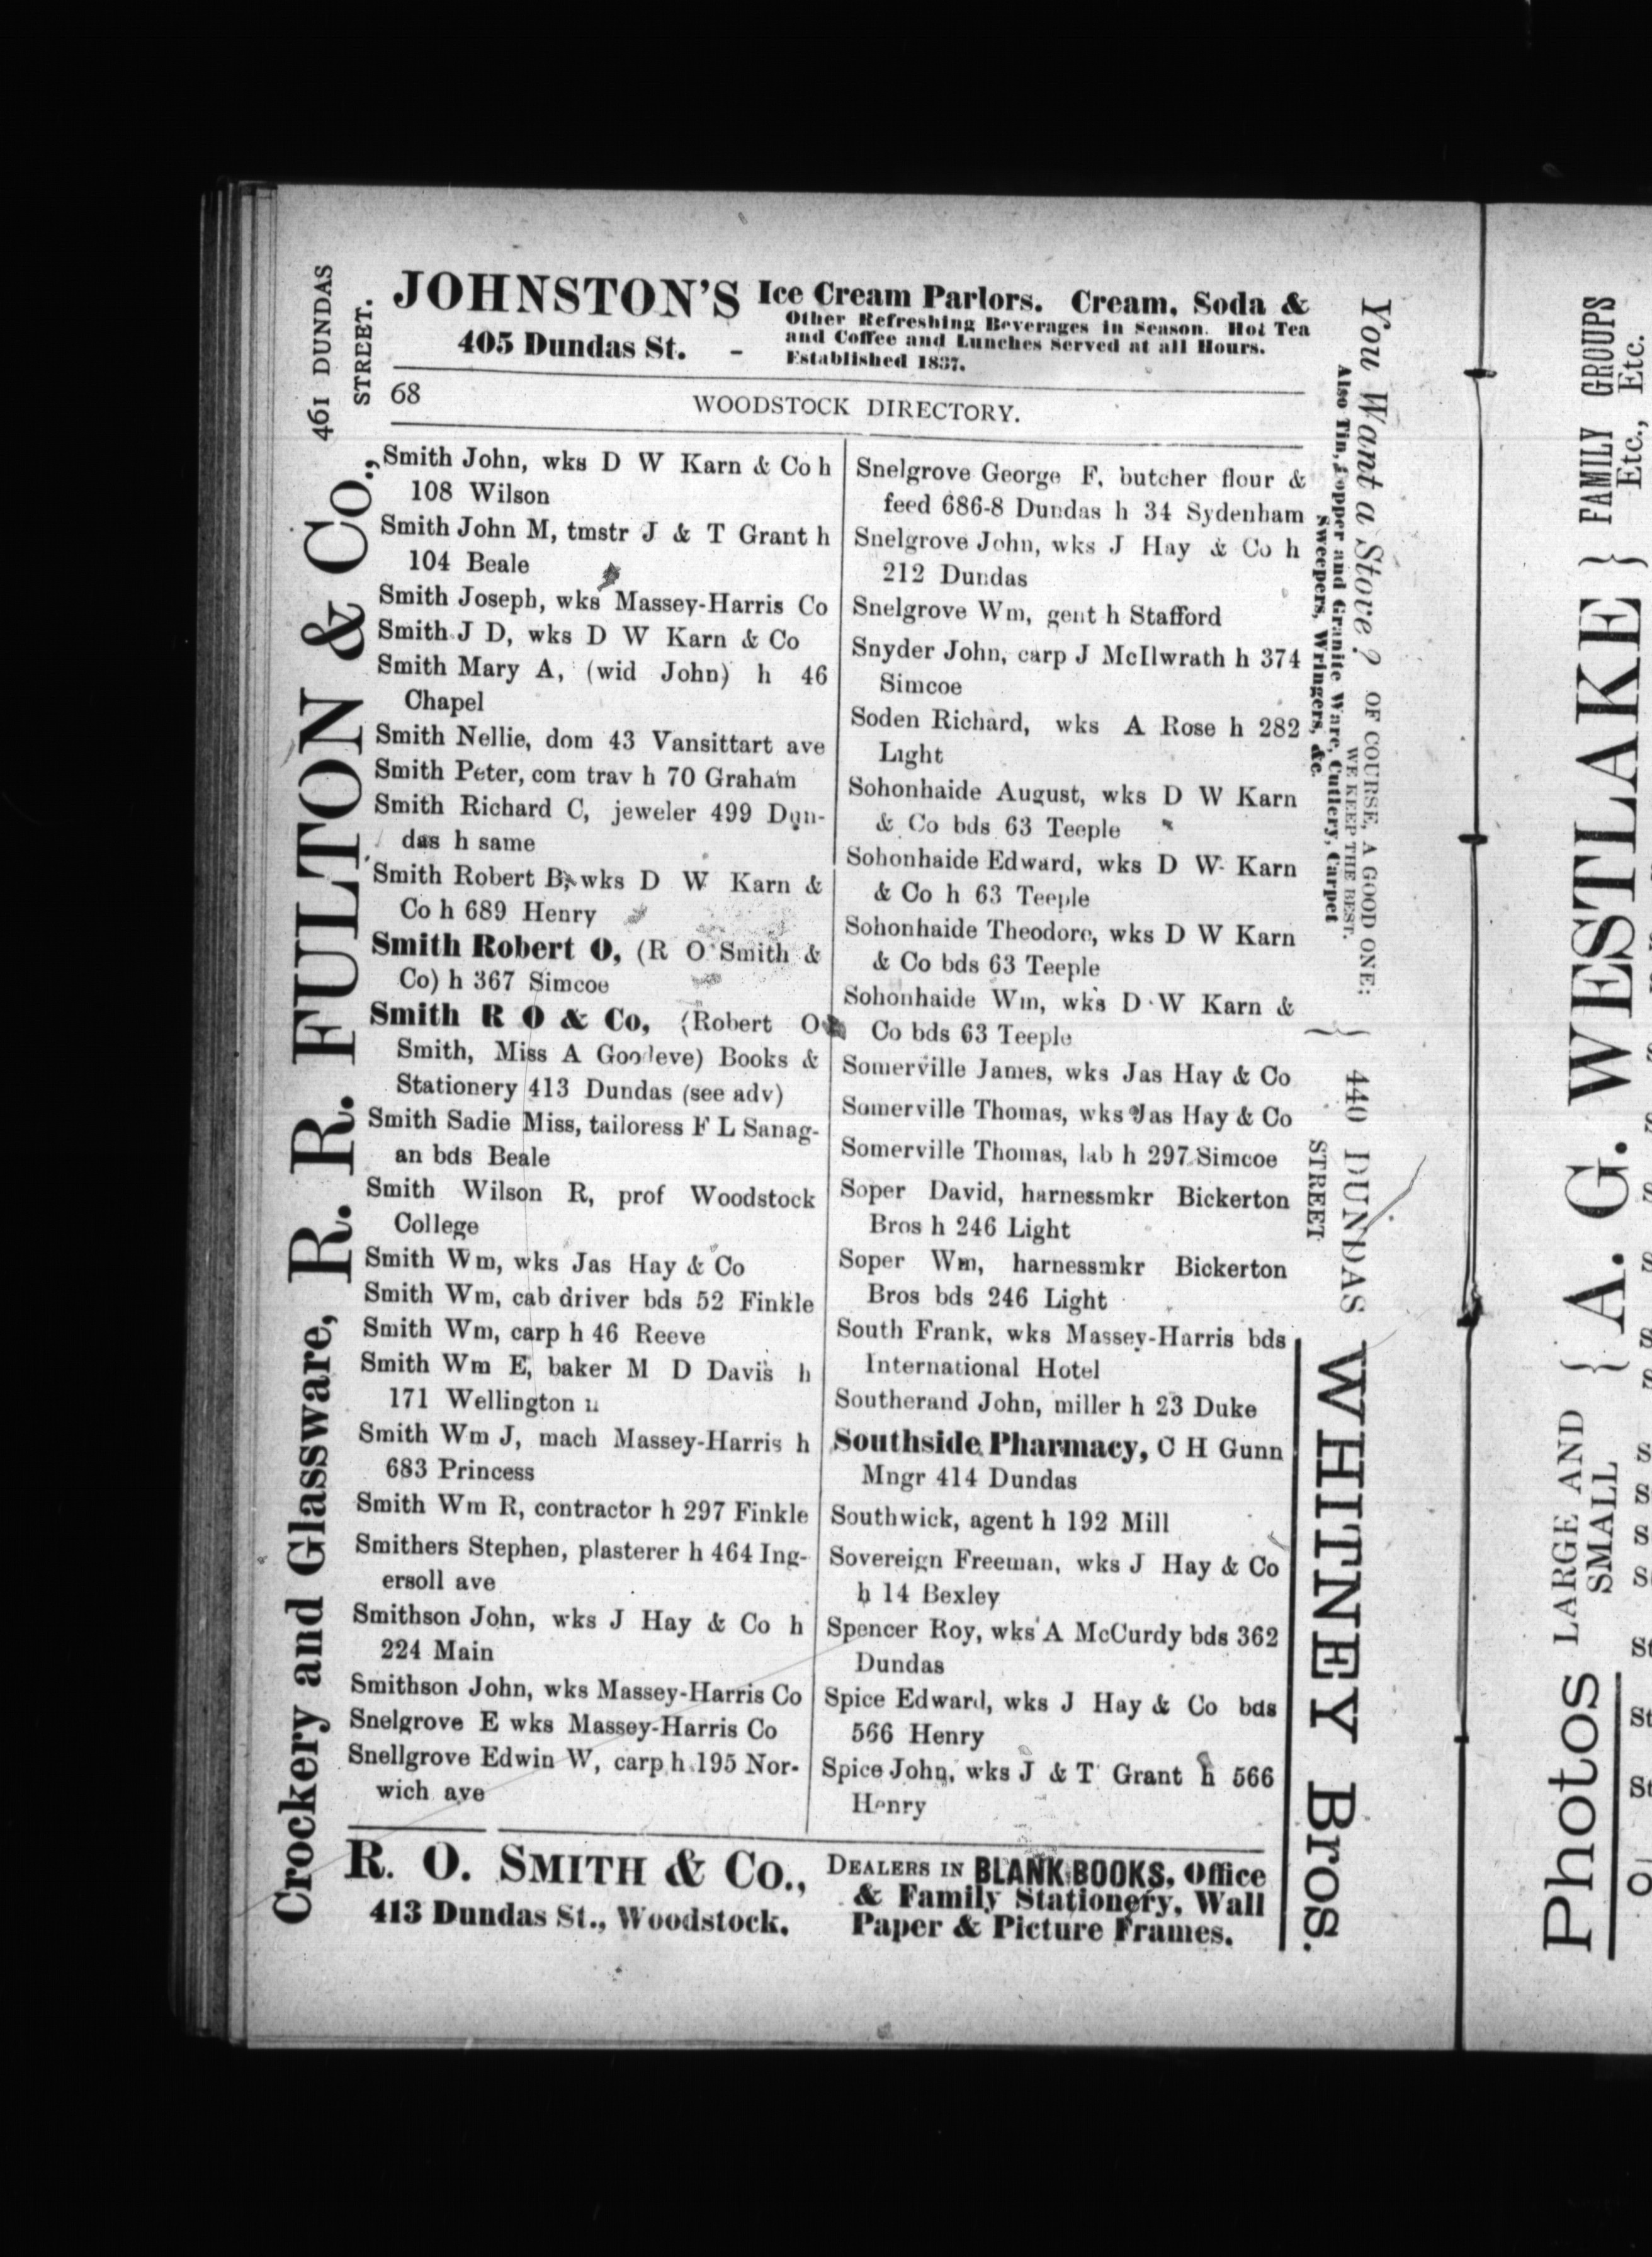 JOHNSTON'S Ice Cream Parlors. Cream, Soda &
Other Refreshing Beverages in Season. Hot Tea
405 Dundas St. - and Coffee and Lunches Served at all Hours.
Established 1837.
68
WOODSTOCK DIRECTORY.
Smith John, wks D W Karn & Co h
108 Wilson
Smith John M, tmstr J & T Grant h
104 Beale
Smith Joseph, wks Massey-Harris Co
Smith J D, wks D W Karn & Co
Smith Mary A, (wid John) h 46
Chapel
Smith Nellie, dom 43 Vansittart ave
Smith Peter, com trav h 70 Graham
Smith Richard C, jeweler 499 Dun-
das h same
Smith Robert B, wks D W Karn &
Co h 689 Henry
Smith Robert O, (R O Smith &
Co) h 367 Simcoe
Smith R O & Co, (Robert O
Smith, Miss A Goodeve) Books &
Stationery 413 Dundas (see adv)
Smith Sadie Miss, tailoress F L Sanag-
an bds Beale
Smith Wilson R, prof Woodstock
College
Smith Wm, wks Jas Hay & Co
Smith Wm, cab driver bds 52 Finkle
Smith Wm, carp h 46 Reeve
Smith Wm E, baker M D Davis h
171 Wellington n
Smith Wm J, mach Massey-Harris h
683 Princess
Smith Wm R, contractor h 297 Finkle
Smithers Stephen, plasterer h 464 Ing-
ersoll ave
Smithson John, wks J Hay & Co h
224 Main
Smithson John, wks Massey-Harris Co
Snelgrove E wks Massey-Harris Co
Snellgrove Edwin W, carp h 195 Nor-
wich ave
Snelgrove George F, butcher flour &
feed 686-8 Dundas h 34 Sydenham
Snelgrove John, wks J Hay & Co h
212 Dundas
Snelgrove Wm, gent h Stafford
Snyder John, carp J McIlwrath h 374
Simcoe
Soden Richard, wks A Rose h 282
Light
Sohonhaide August, wks D W Karn
& Co bds 63 Teeple
Sohonhaide Edward, wks D W Karn
& Co h 63 Teeple
Sohonhaide Theodore, wks D W Karn
& Co bds 63 Teeple
Sohonhaide Wm, wks D W Karn &
Co bds 63 Teeple
Somerville James, wks Jas Hay & Co
Somerville Thomas, wks Jas Hay & Co
Somerville Thomas, lab h 297 Simcoe
Soper David, harnessmkr Bickerton
Bros h 246 Light
Soper Wm, harnessmkr Bickerton
Bros bds 246 Light
South Frank, wks Massey-Harris bds
International Hotel
Southerand John, miller h 23 Duke
Southside Pharmacy, C H Gunn
Mngr 414 Dundas
Southwick, agent h 192 Mill
Sovereign Freeman, wks J Hay & Co
h 14 Bexley
Spencer Roy, wks A McCurdy bds 362
Dundas
Spice Edward, wks J Hay & Co bds
566 Henry
Spice John, wks J & T Grant h 566
Henry
R. O. SMITH & CO., DEALERS IN BLANK BOOKS, Office
& Family Stationery, Wall
413 Dundas St., Woodstock. Paper & Picture Frames.
Crockery and Glassware, R. R. FULTON & Co., 461 DUNDAS
STREET.
You Want a Stove? OF COURSE, A GOOD ONE;
WE KEEP THE BEST.
Also Tin, Copper and Granite Ware, Cutlery, Carpet
Sweepers, Wringers, &c.
} 440 DUNDAS
STREET
WHITNEY Bros.
Photos LARGE AND
SMALL
{ A. G. WESTLAKE } FAMILY GROUPS
Etc., Etc.